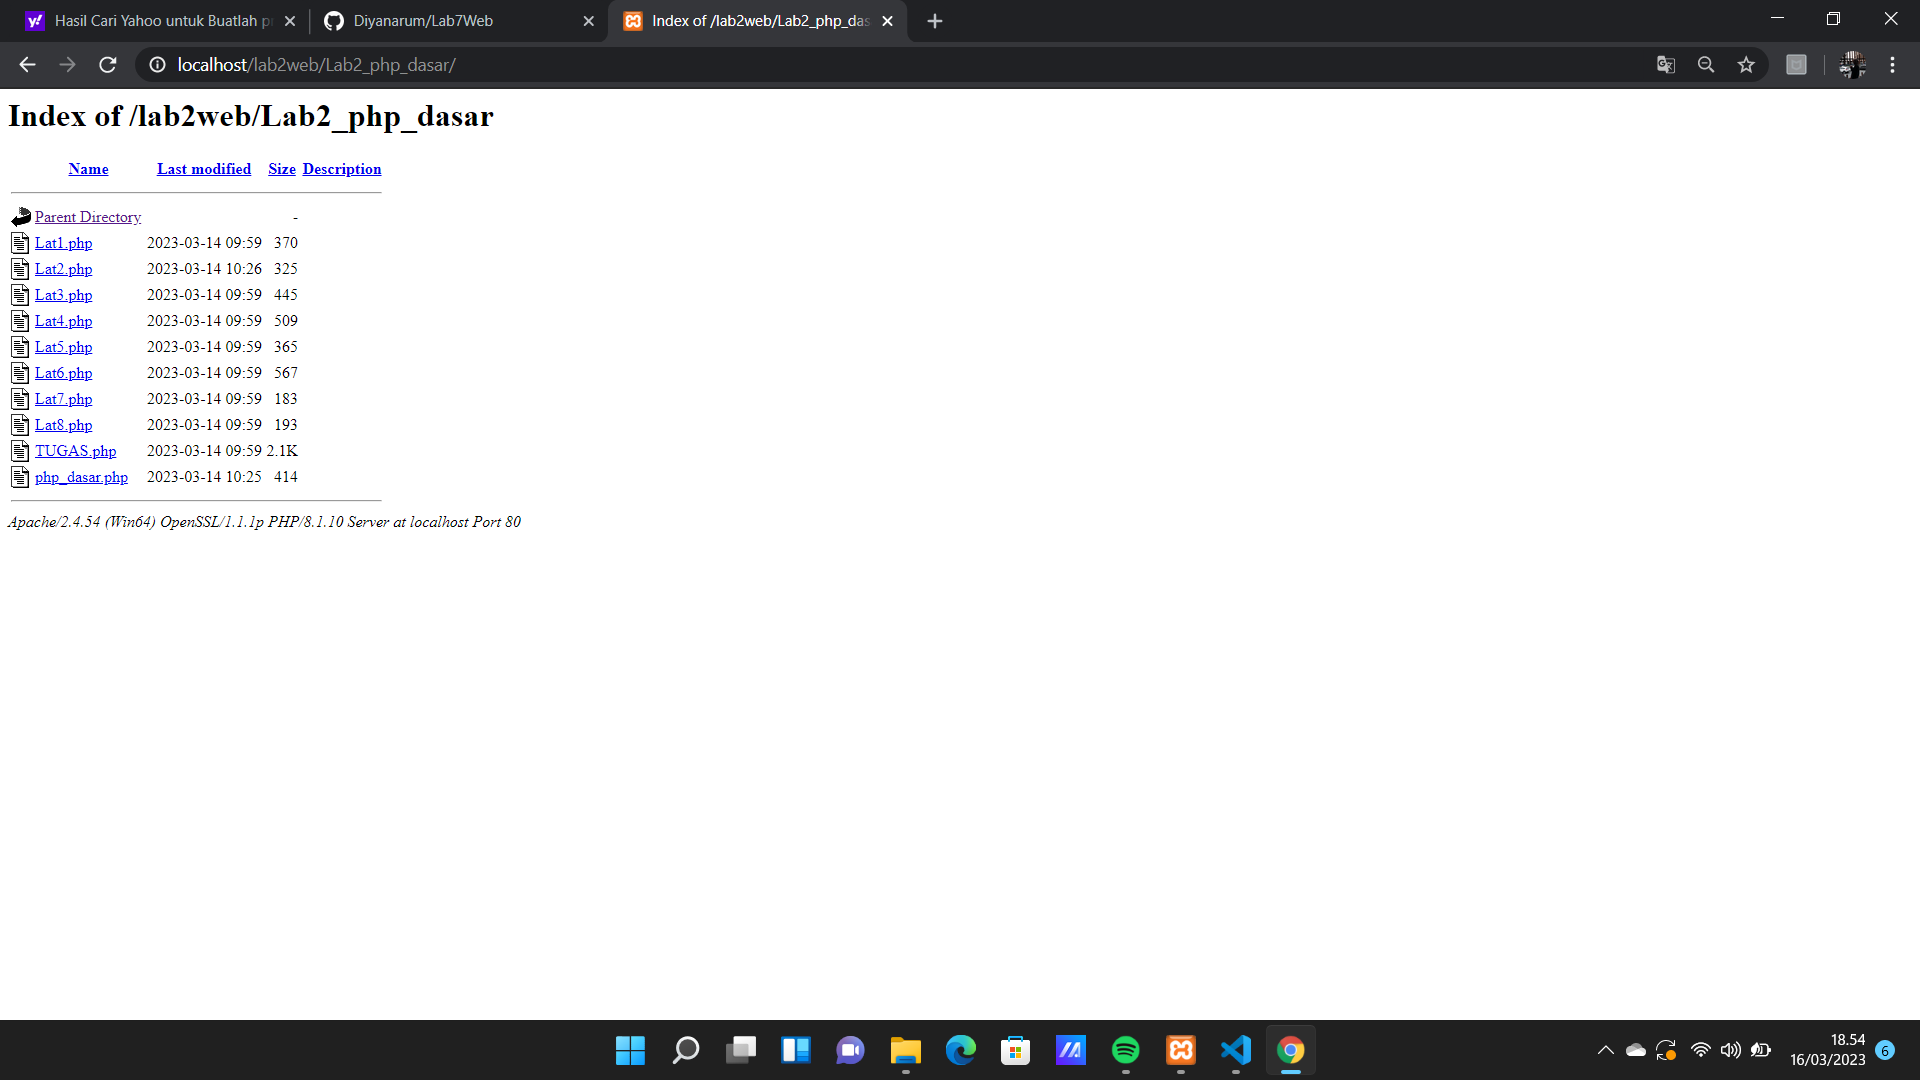 Hasil Cari Yahoo untuk Buatlah pr
Diyanarum/Lab7Web
Index of /lab2web/Lab2_php_das
localhost/lab2web/Lab2_php_dasar/
Index of /lab2web/Lab2_php_dasar
Name Last modified Size Description
Parent Directory -
Lat1.php 2023-03-14 09:59 370
Lat2.php 2023-03-14 10:26 325
Lat3.php 2023-03-14 09:59 445
Lat4.php 2023-03-14 09:59 509
Lat5.php 2023-03-14 09:59 365
Lat6.php 2023-03-14 09:59 567
Lat7.php 2023-03-14 09:59 183
Lat8.php 2023-03-14 09:59 193
TUGAS.php 2023-03-14 09:59 2.1K
php_dasar.php 2023-03-14 10:25 414
Apache/2.4.54 (Win64) OpenSSL/1.1.1p PHP/8.1.10 Server at localhost Port 80
18.54
16/03/2023
6